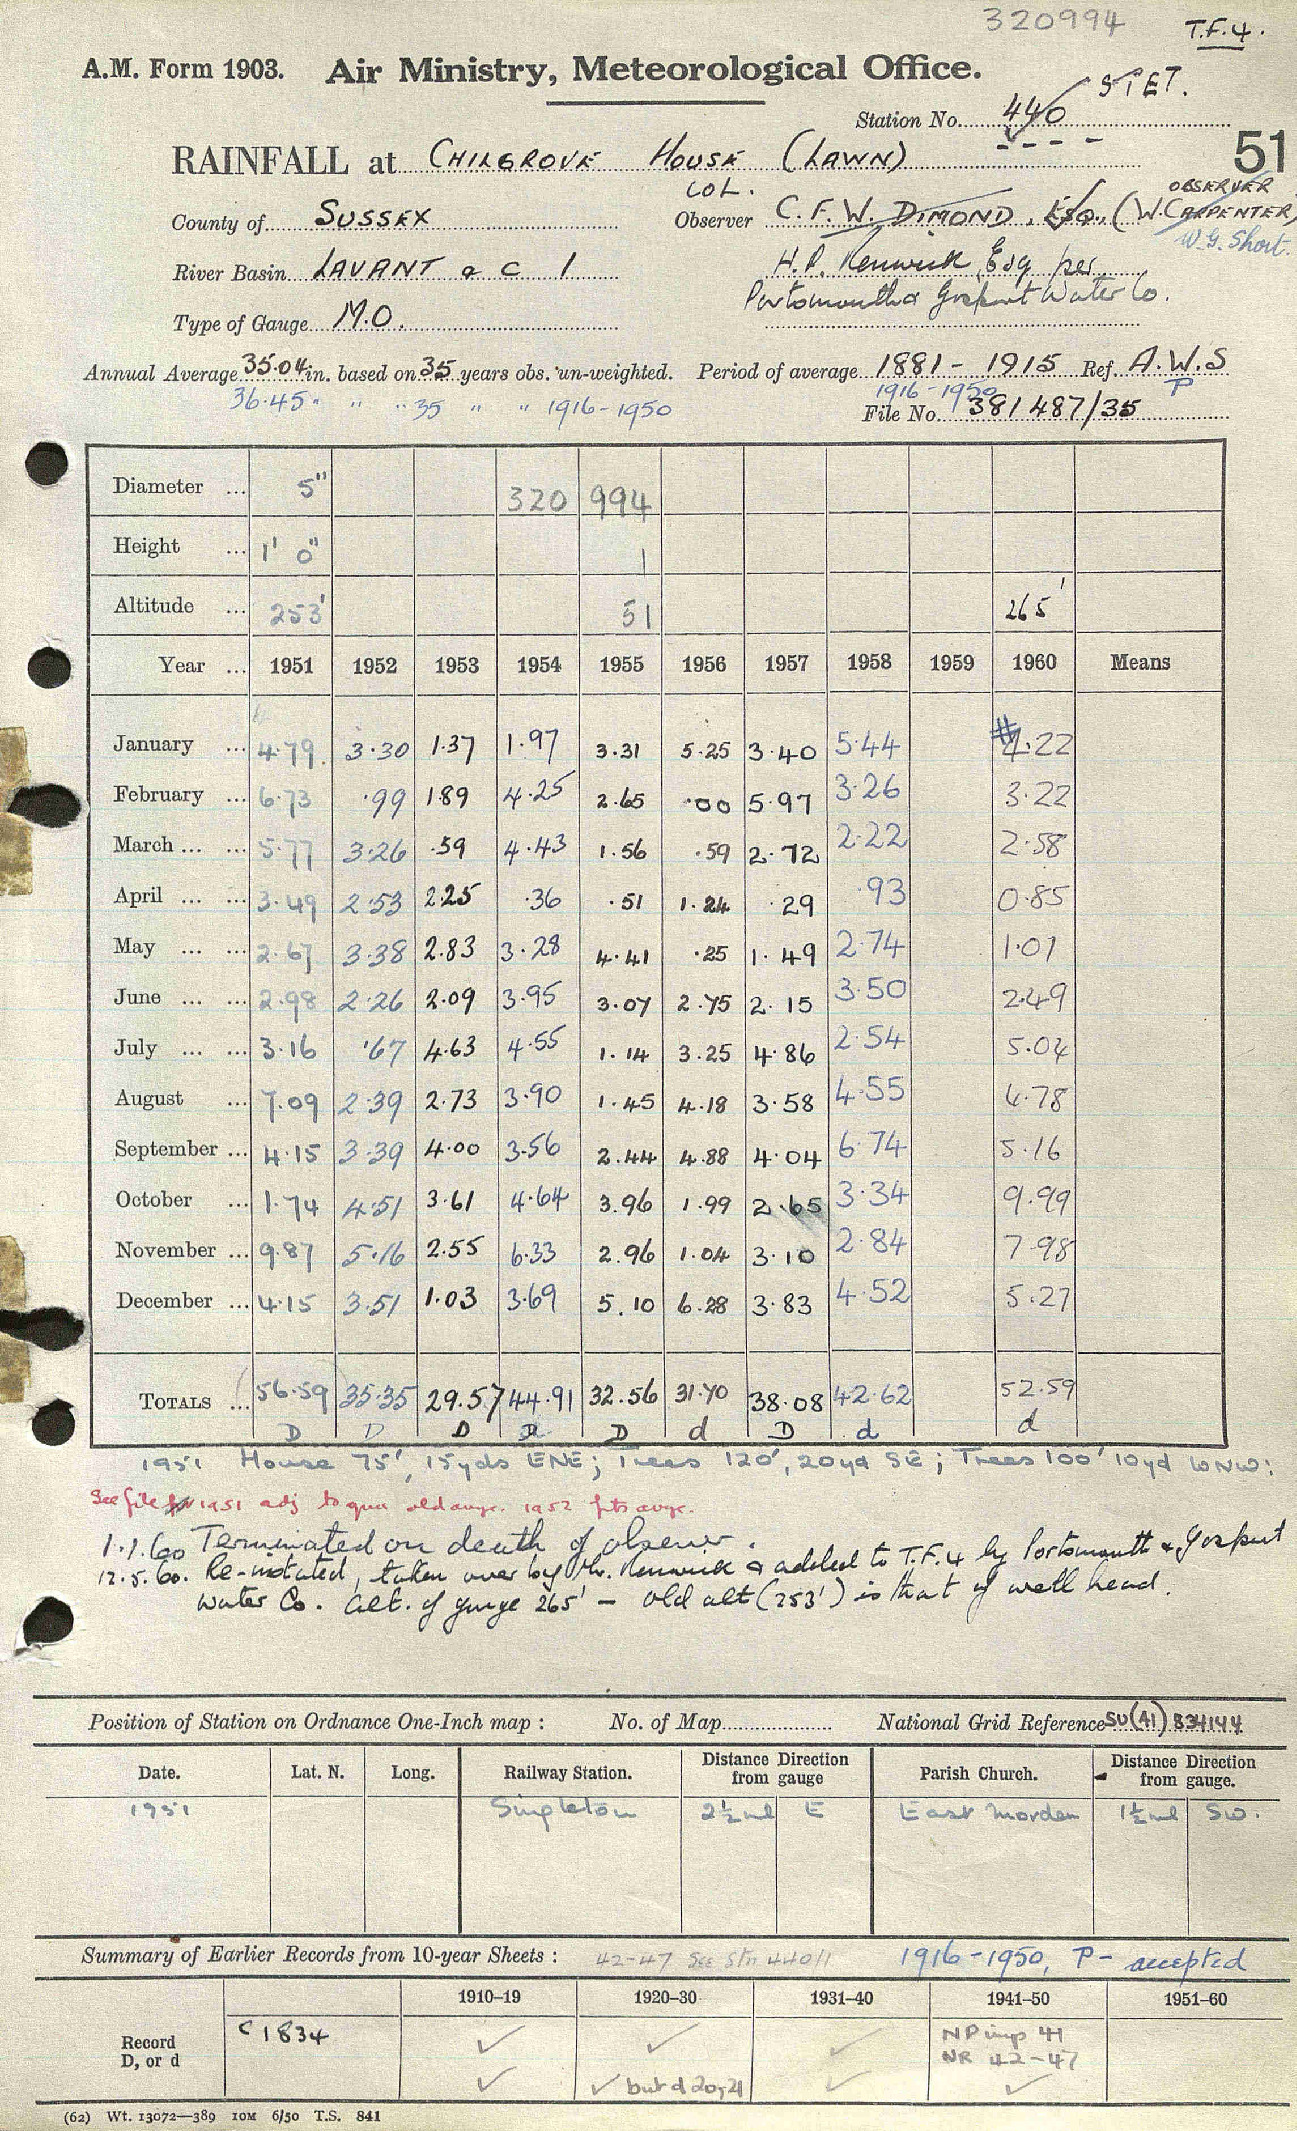 320994
T.F.4.
A.M. Form 1903. Air Ministry, Meteorological Office.
STET.
Station No. 440
51
RAINFALL at CHILGROVE HOUSE (LAWN)
COL. OBSERVER
County of SUSSEX Observer C. F. W. DIMOND, ESQ., (W. CARPENTER)
W. G. Short.
River Basin LAVANT & C 1 H. P. Renwick Esq per
Portsmouth & Gosport Water Co.
Type of Gauge M.O.
Annual Average 35.04 in. based on 35 years obs. un-weighted. Period of average 1881 - 1915 Ref. A.W.S
36.45 " " " 35 " " 1916-1950 1916-1950 P
File No. 381487/35
Diameter ... 5" 320 994
Height ... 1' 0" 1
Altitude ... 253' 51 265'
Year ... 1951 1952 1953 1954 1955 1956 1957 1958 1959 1960 Means
January ... 4.79 3.30 1.37 1.97 3.31 5.25 3.40 5.44 4.22
February ... 6.73 .99 1.89 4.25 2.65 .00 5.97 3.26 3.22
March ... ... 5.77 3.26 .59 4.43 1.56 .59 2.72 2.22 2.58
April ... ... 3.49 2.53 2.25 .36 .51 1.24 .29 .93 0.85
May ... ... 2.67 3.38 2.83 3.28 4.41 .25 1.49 2.74 1.01
June ... ... 2.98 2.26 2.09 3.95 3.07 2.75 2.15 3.50 2.49
July ... ... 3.16 .67 4.63 4.55 1.14 3.25 4.86 2.54 5.04
August ... 7.09 2.39 2.73 3.90 1.45 4.18 3.58 4.55 4.78
September ... 4.15 3.39 4.00 3.56 2.44 4.88 4.04 6.74 5.16
October ... 1.74 4.51 3.61 4.64 3.96 1.99 2.65 3.34 9.99
November ... 9.87 5.16 2.55 6.33 2.96 1.04 3.10 2.84 7.98
December ... 4.15 3.51 1.03 3.69 5.10 6.28 3.83 4.52 5.27
TOTALS ... 56.59 35.35 29.57 44.91 32.56 31.70 38.08 42.62 52.59
D D D D D d D d d
1951 House 75', 15yds ENE; Trees 120', 20yd SE; Trees 100' 10yd WNW:
See file 1951 adj to old avge. 1952 fits avge.
1.1.60 Terminated on death of observer.
12.5.60. Re-instated, taken over by Mr. Renwick & added to T.F.4 by Portsmouth & Gosport
Water Co. Alt. of gauge 265' - old alt (253') is that of well head.
Position of Station on Ordnance One-Inch map : No. of Map National Grid Reference SU(41) 834144
Date. Lat. N. Long. Railway Station. Distance Direction from gauge Parish Church. Distance Direction from gauge.
1951 Singleton 2½ ml E East Morden 1½ ml SW.
Summary of Earlier Records from 10-year Sheets : 42-47 See Stn 440/1 1916-1950, P - accepted
1910–19 1920–30 1931–40 1941–50 1951–60
Record c 1834 ✓ ✓ ✓ NP imp 41
D, or d NR 42-47
✓ ✓ but d 20, 21 ✓ ✓
(62) Wt. 13072—389 10M 6/50 T.S. 841